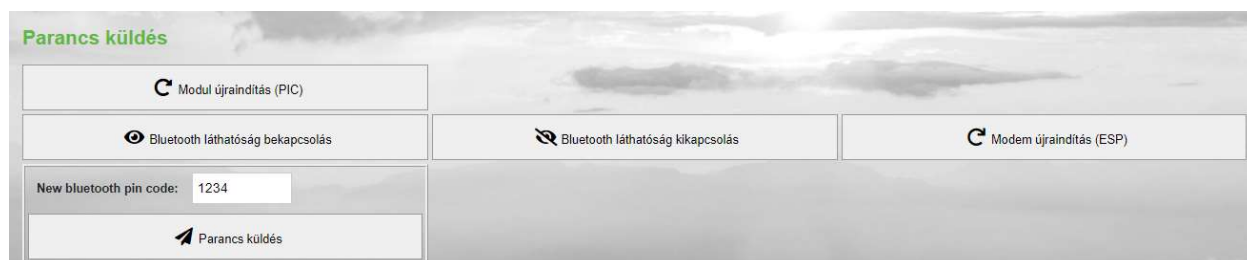 Parancs küldés
Modul újraindítás (PIC)
Bluetooth láthatóság bekapcsolás
Bluetooth láthatóság kikapcsolás
Modem újraindítás (ESP)
New bluetooth pin code: 1234
Parancs küldés